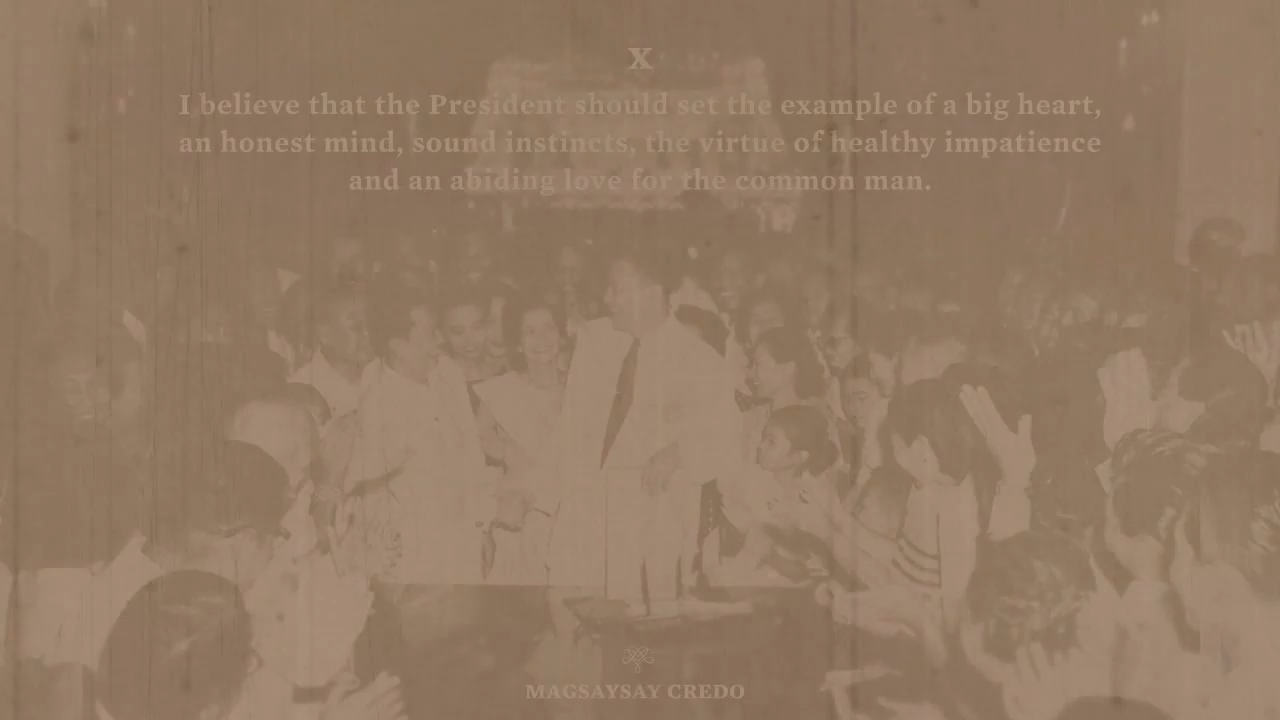 X
I believe that the President should set the example of a big heart,
an honest mind, sound instincts, the virtue of healthy impatience
and an abiding love for the common man.
MAGSAYSAY CREDO